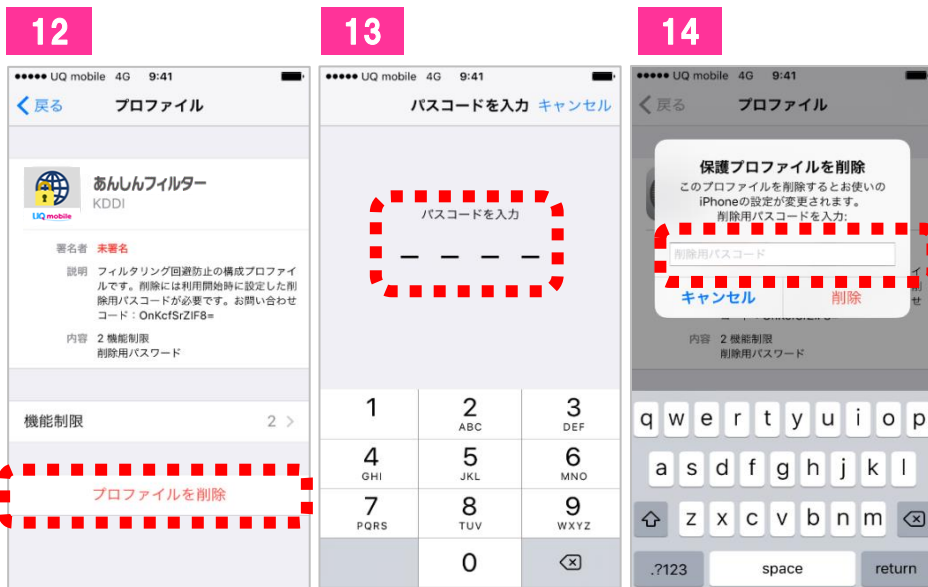 12
●●●●● UQ mobile 4G 9:41
戻る プロファイル
あんしんフィルター
KDDI
UQ mobile
署名者 未署名
説明 フィルタリング回避防止の構成プロファイ
ルです。削除には利用開始時に設定した削
除用パスコードが必要です。お問い合わせ
コード：OnKcfSrZIF8=
内容 2 機能制限
削除用パスワード
機能制限 2
プロファイルを削除
13
●●●●● UQ mobile 4G 9:41
パスコードを入力 キャンセル
パスコードを入力
1
2 ABC
3 DEF
4 GHI
5 JKL
6 MNO
7 PQRS
8 TUV
9 WXYZ
0
14
●●●●● UQ mobile 4G 9:41
戻る プロファイル
保護プロファイルを削除
このプロファイルを削除するとお使いの
iPhoneの設定が変更されます。
削除用パスコードを入力:
削除用パスコード
キャンセル 削除
内容 2 機能制限
削除用パスワード
q w e r t y u i o p
a s d f g h j k l
z x c v b n m
.?123 space return